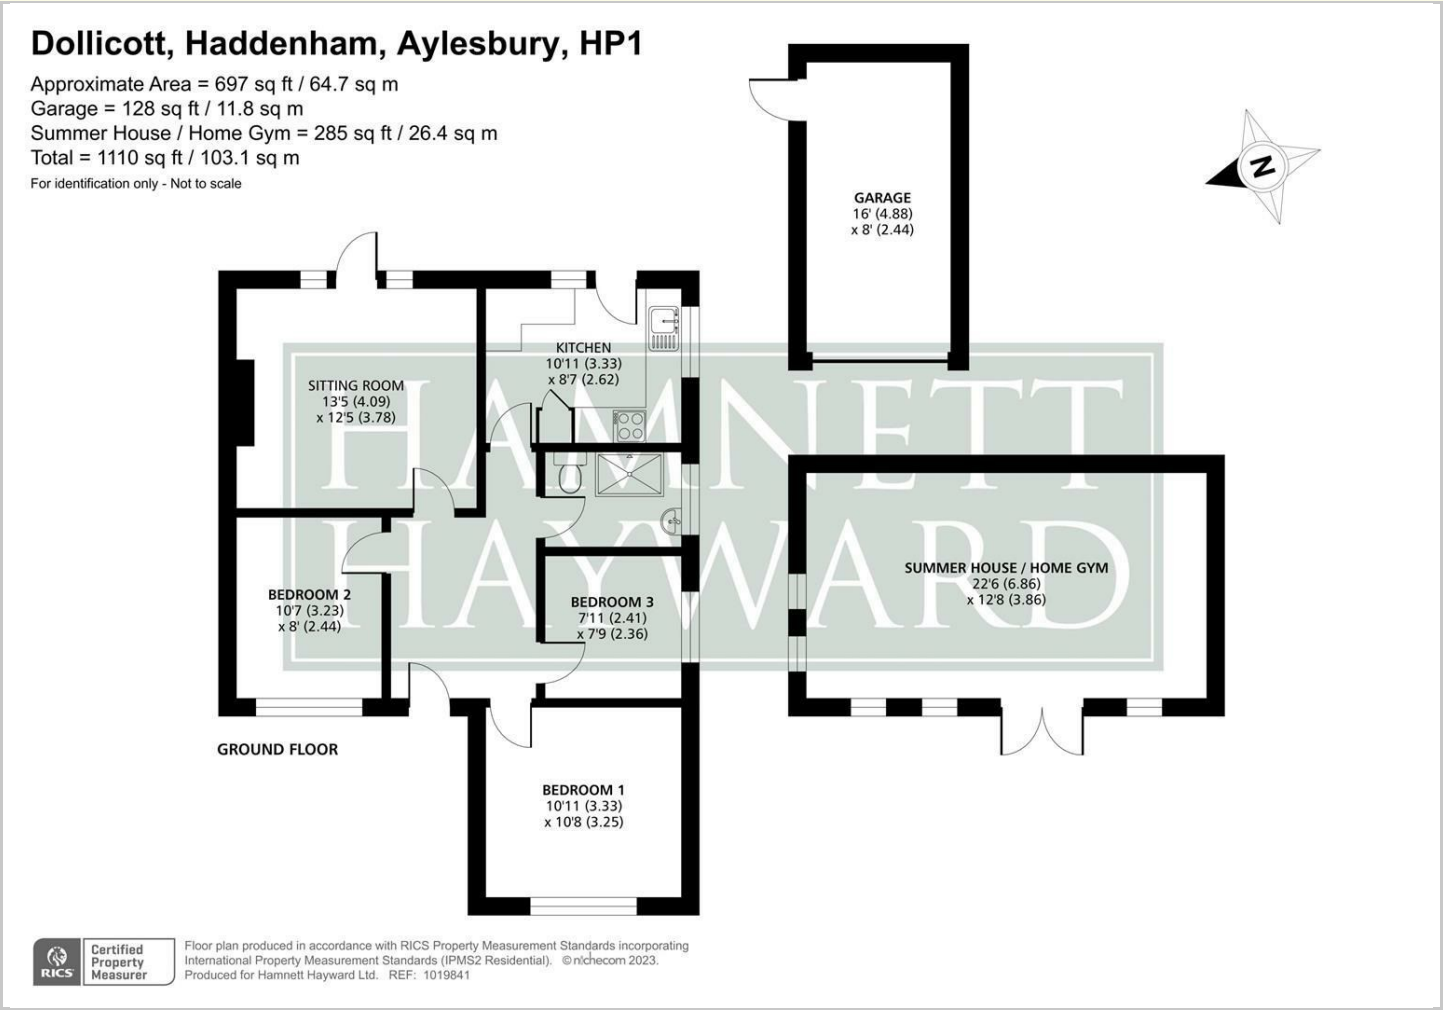 Dollicott, Haddenham, Aylesbury, HP1
Approximate Area = 697 sq ft / 64.7 sq m
Garage = 128 sq ft / 11.8 sq m
Summer House / Home Gym = 285 sq ft / 26.4 sq m
Total = 1110 sq ft / 103.1 sq m
For identification only - Not to scale
N
GARAGE
16' (4.88)
x 8' (2.44)
KITCHEN
10'11 (3.33)
x 8'7 (2.62)
SITTING ROOM
13'5 (4.09)
x 12'5 (3.78)
HAMNETT
HAYWARD
SUMMER HOUSE / HOME GYM
22'6 (6.86)
x 12'8 (3.86)
BEDROOM 2
10'7 (3.23)
x 8' (2.44)
BEDROOM 3
7'11 (2.41)
x 7'9 (2.36)
GROUND FLOOR
BEDROOM 1
10'11 (3.33)
x 10'8 (3.25)
RICS
Certified
Property
Measurer
Floor plan produced in accordance with RICS Property Measurement Standards incorporating
International Property Measurement Standards (IPMS2 Residential). © nichecom 2023.
Produced for Hamnett Hayward Ltd. REF: 1019841